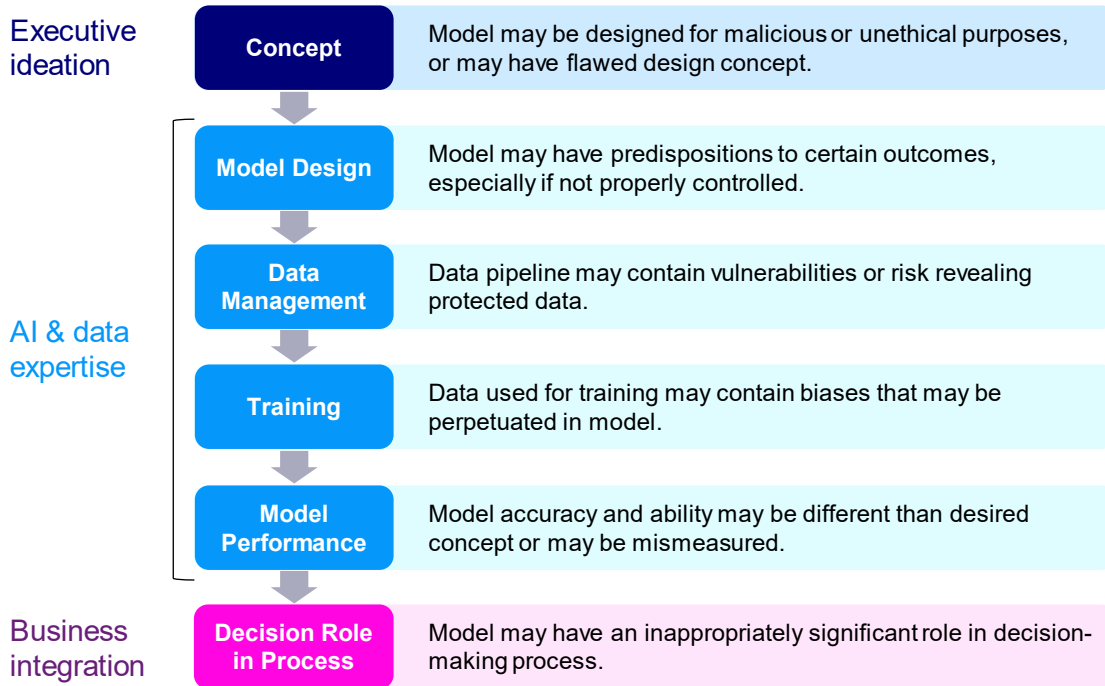 Executive
ideation
Concept
Model may be designed for malicious or unethical purposes,
or may have flawed design concept.
Model Design
Model may have predispositions to certain outcomes,
especially if not properly controlled.
AI & data
expertise
Data
Management
Data pipeline may contain vulnerabilities or risk revealing
protected data.
Training
Data used for training may contain biases that may be
perpetuated in model.
Model
Performance
Model accuracy and ability may be different than desired
concept or may be mismeasured.
Business
integration
Decision Role
in Process
Model may have an inappropriately significant role in decision-
making process.